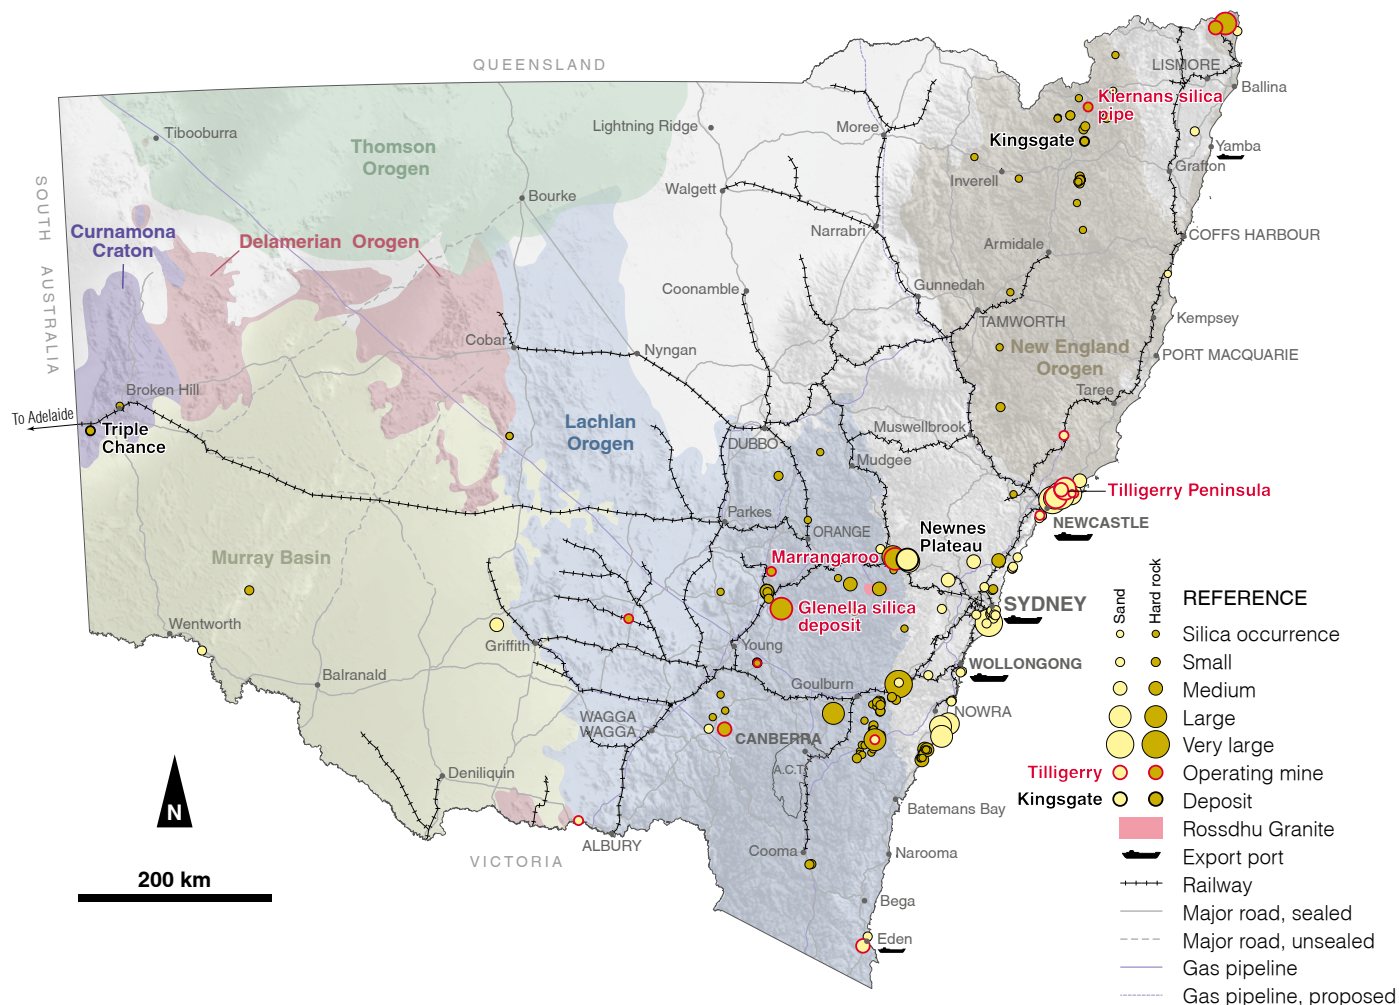 QUEENSLAND
LISMORE
Ballina
Kiernans silica
pipe
Tibooburra
Lightning Ridge
Moree
Kingsgate
Yamba
Thomson
Orogen
Grafton
Inverell
Walgett
Bourke
SOUTH AUSTRALIA
Curnamona
Craton
Delamerian Orogen
Narrabri
Armidale
COFFS HARBOUR
Coonamble
Gunnedah
Kempsey
TAMWORTH
Cobar
Nyngan
New England
Orogen
PORT MACQUARIE
Broken Hill
Taree
To Adelaide
Triple
Chance
Lachlan
Orogen
Muswellbrook
DUBBO
Mudgee
Tilligerry Peninsula
Parkes
ORANGE
Newnes
Plateau
NEWCASTLE
Murray Basin
Marrangaroo
Glenella silica
deposit
SYDNEY
Wentworth
Griffith
Young
WOLLONGONG
Balranald
Goulburn
NOWRA
WAGGA
WAGGA
CANBERRA
A.C.T.
Deniliquin
N
Batemans Bay
ALBURY
VICTORIA
Cooma
Narooma
200 km
Bega
Eden
Sand
Hard rock
REFERENCE
Silica occurrence
Small
Medium
Large
Very large
Tilligerry
Operating mine
Kingsgate
Deposit
Rossdhu Granite
Export port
Railway
Major road, sealed
Major road, unsealed
Gas pipeline
Gas pipeline, proposed